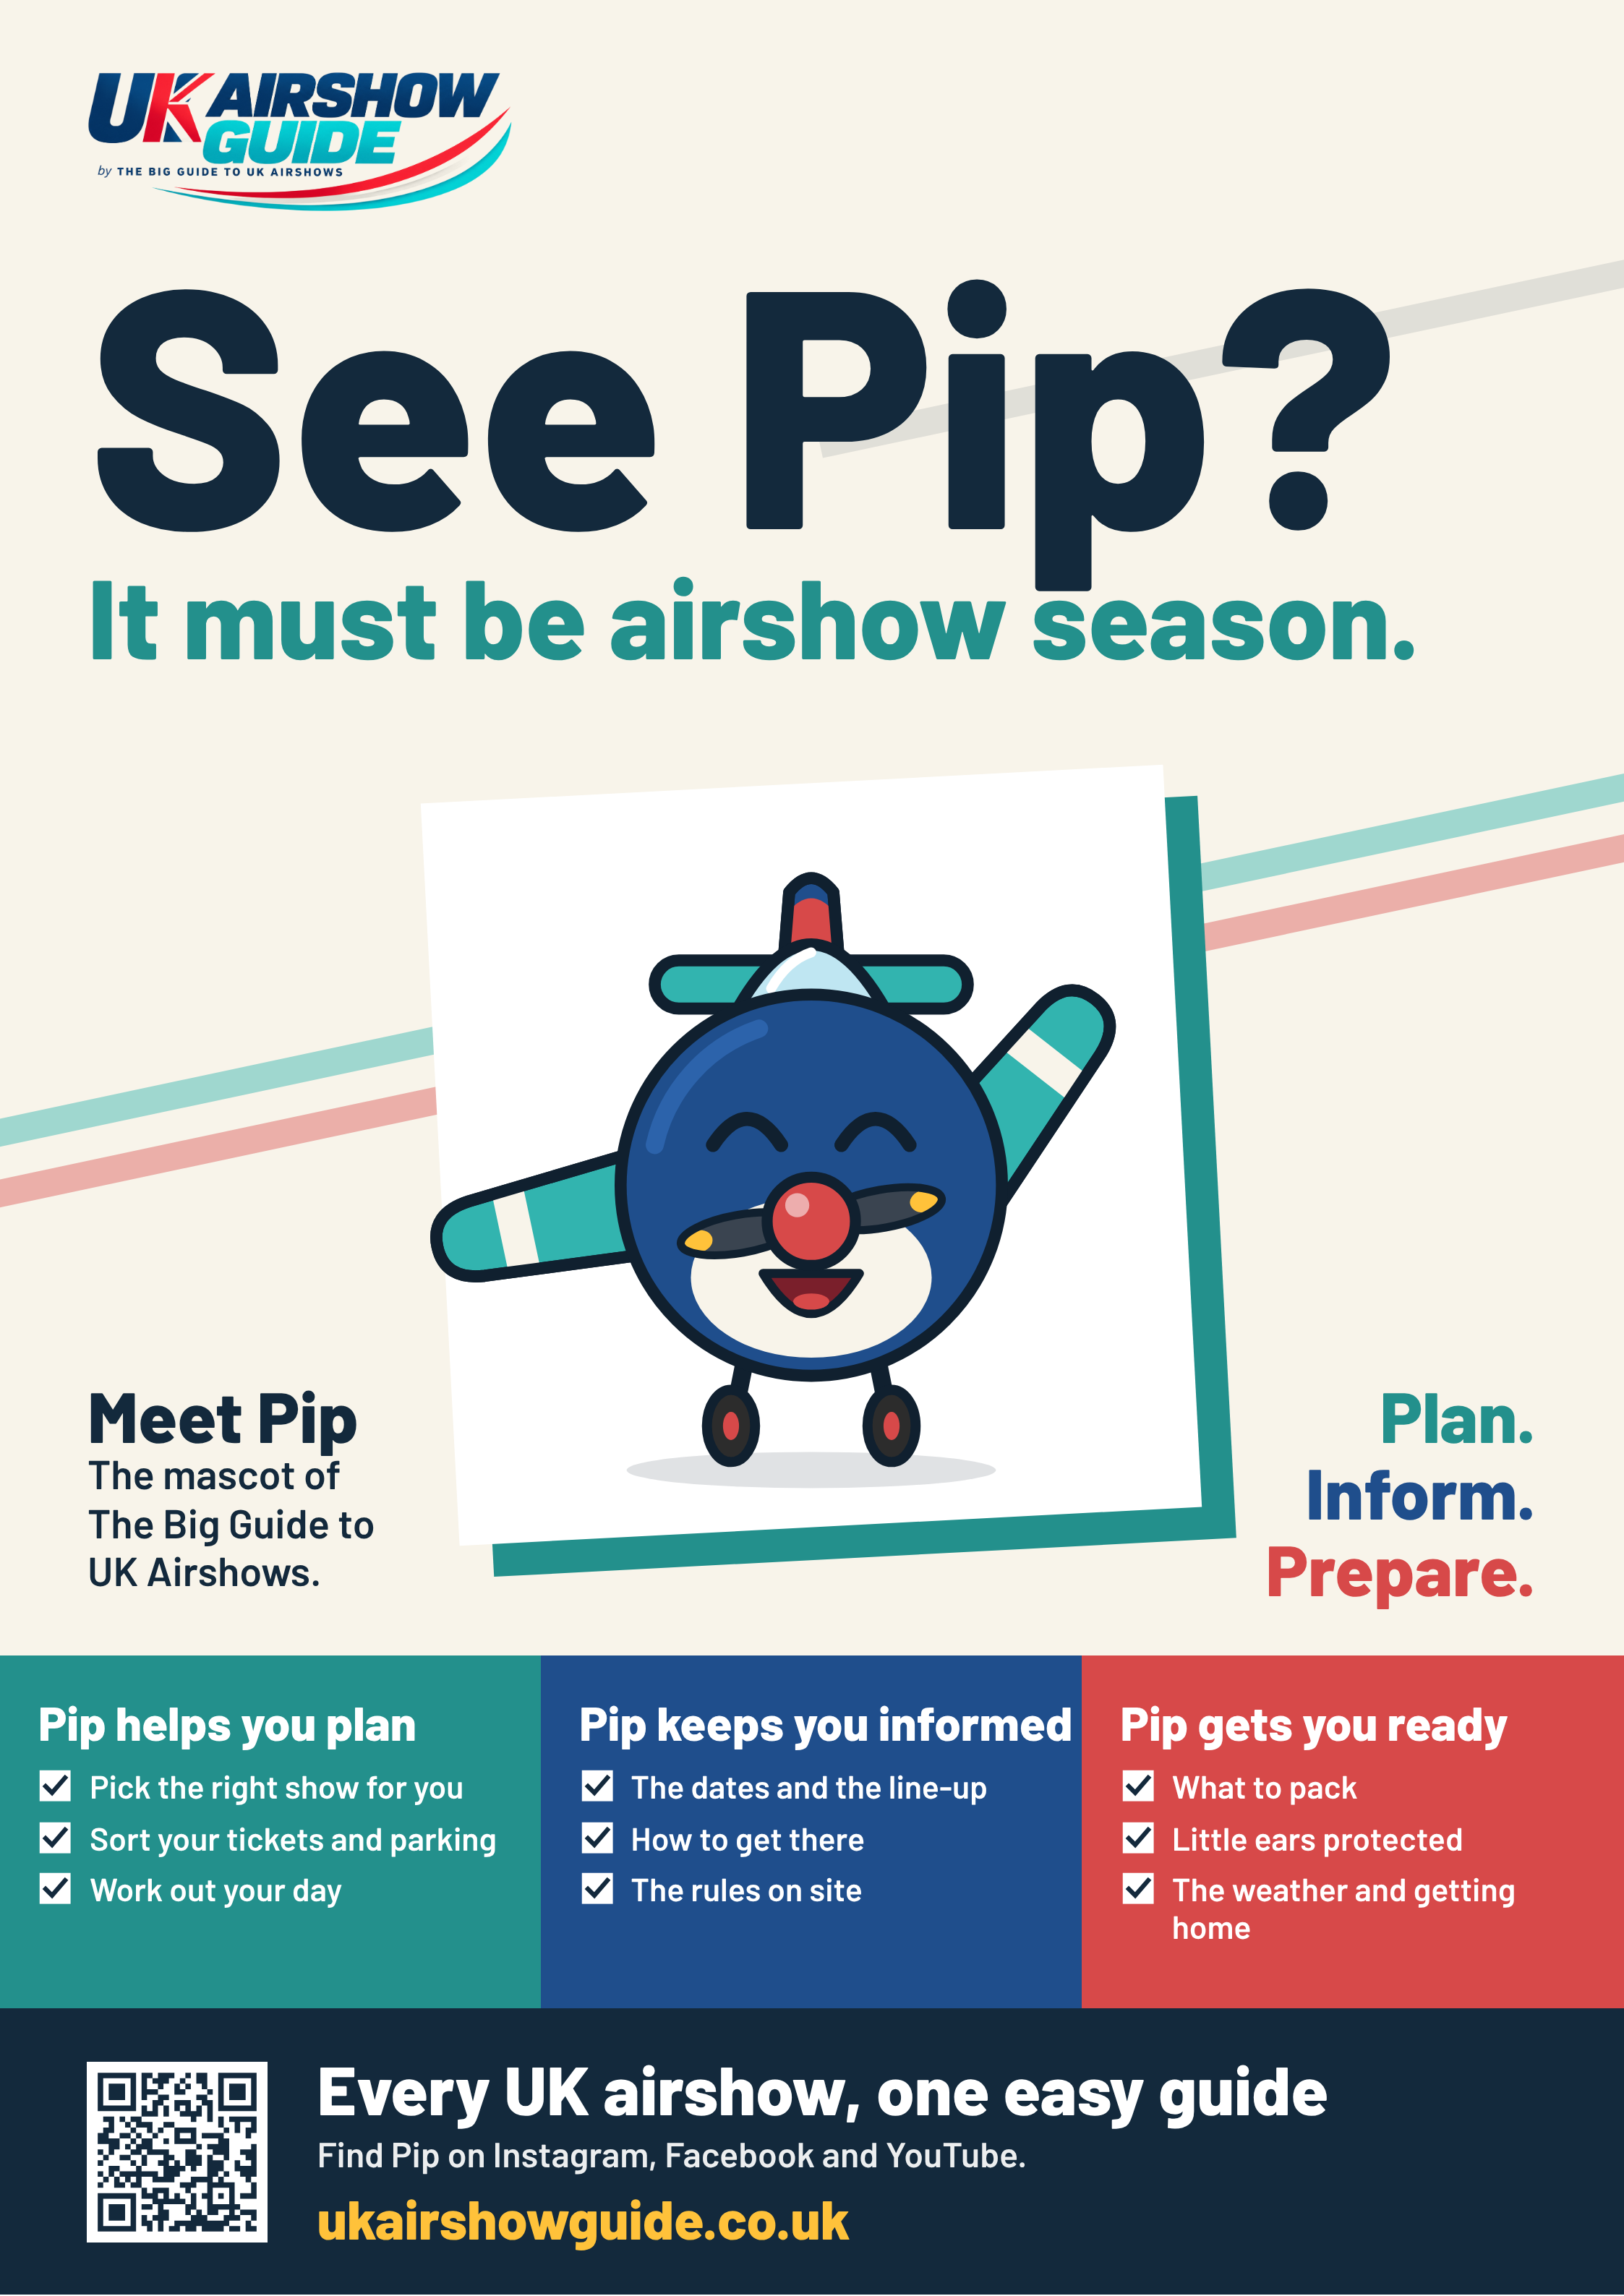 UK AIRSHOW
GUIDE
by THE BIG GUIDE TO UK AIRSHOWS
See Pip?
It must be airshow season.
Meet Pip
The mascot of
The Big Guide to
UK Airshows.
Plan.
Inform.
Prepare.
Pip helps you plan
Pick the right show for you
Sort your tickets and parking
Work out your day
Pip keeps you informed
The dates and the line-up
How to get there
The rules on site
Pip gets you ready
What to pack
Little ears protected
The weather and getting
home
Every UK airshow, one easy guide
Find Pip on Instagram, Facebook and YouTube.
ukairshowguide.co.uk